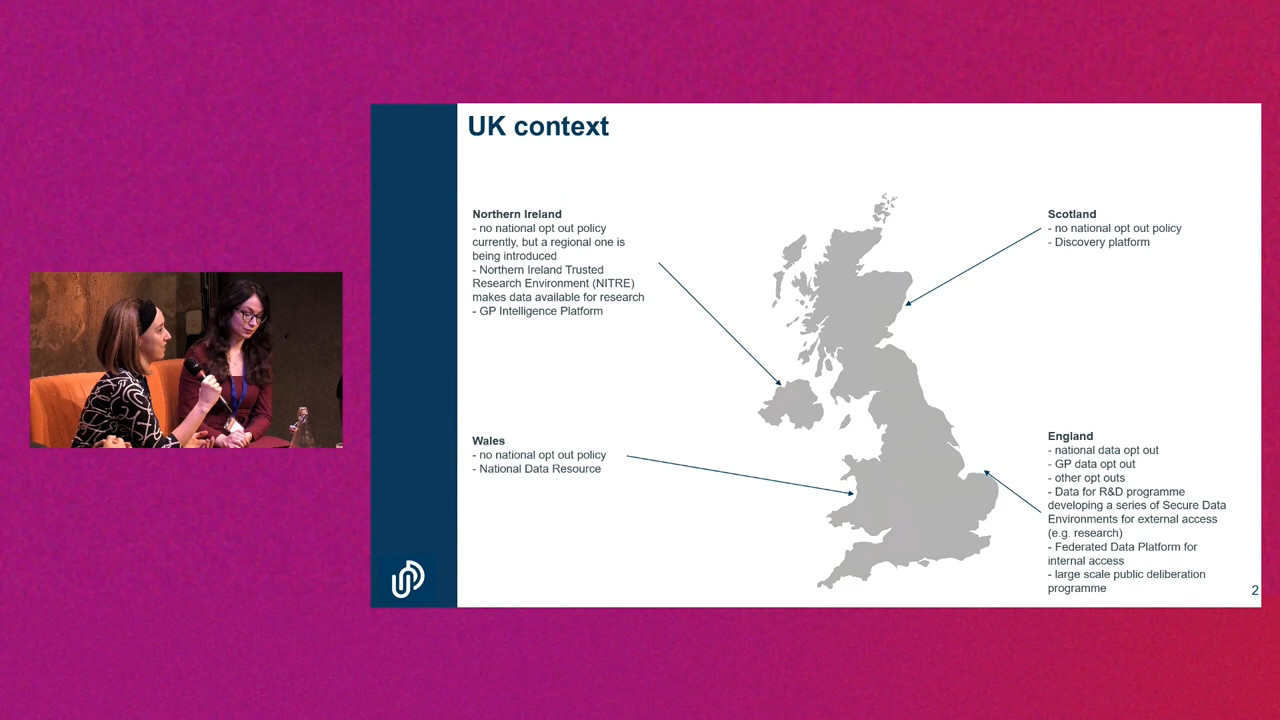 UK context
Northern Ireland
- no national opt out policy
currently, but a regional one is
being introduced
- Northern Ireland Trusted
Research Environment (NITRE)
makes data available for research
- GP Intelligence Platform
Scotland
- no national opt out policy
- Discovery platform
Wales
- no national opt out policy
- National Data Resource
England
- national data opt out
- GP data opt out
- other opt outs
- Data for R&D programme
developing a series of Secure Data
Environments for external access
(e.g. research)
- Federated Data Platform for
internal access
- large scale public deliberation
programme
2